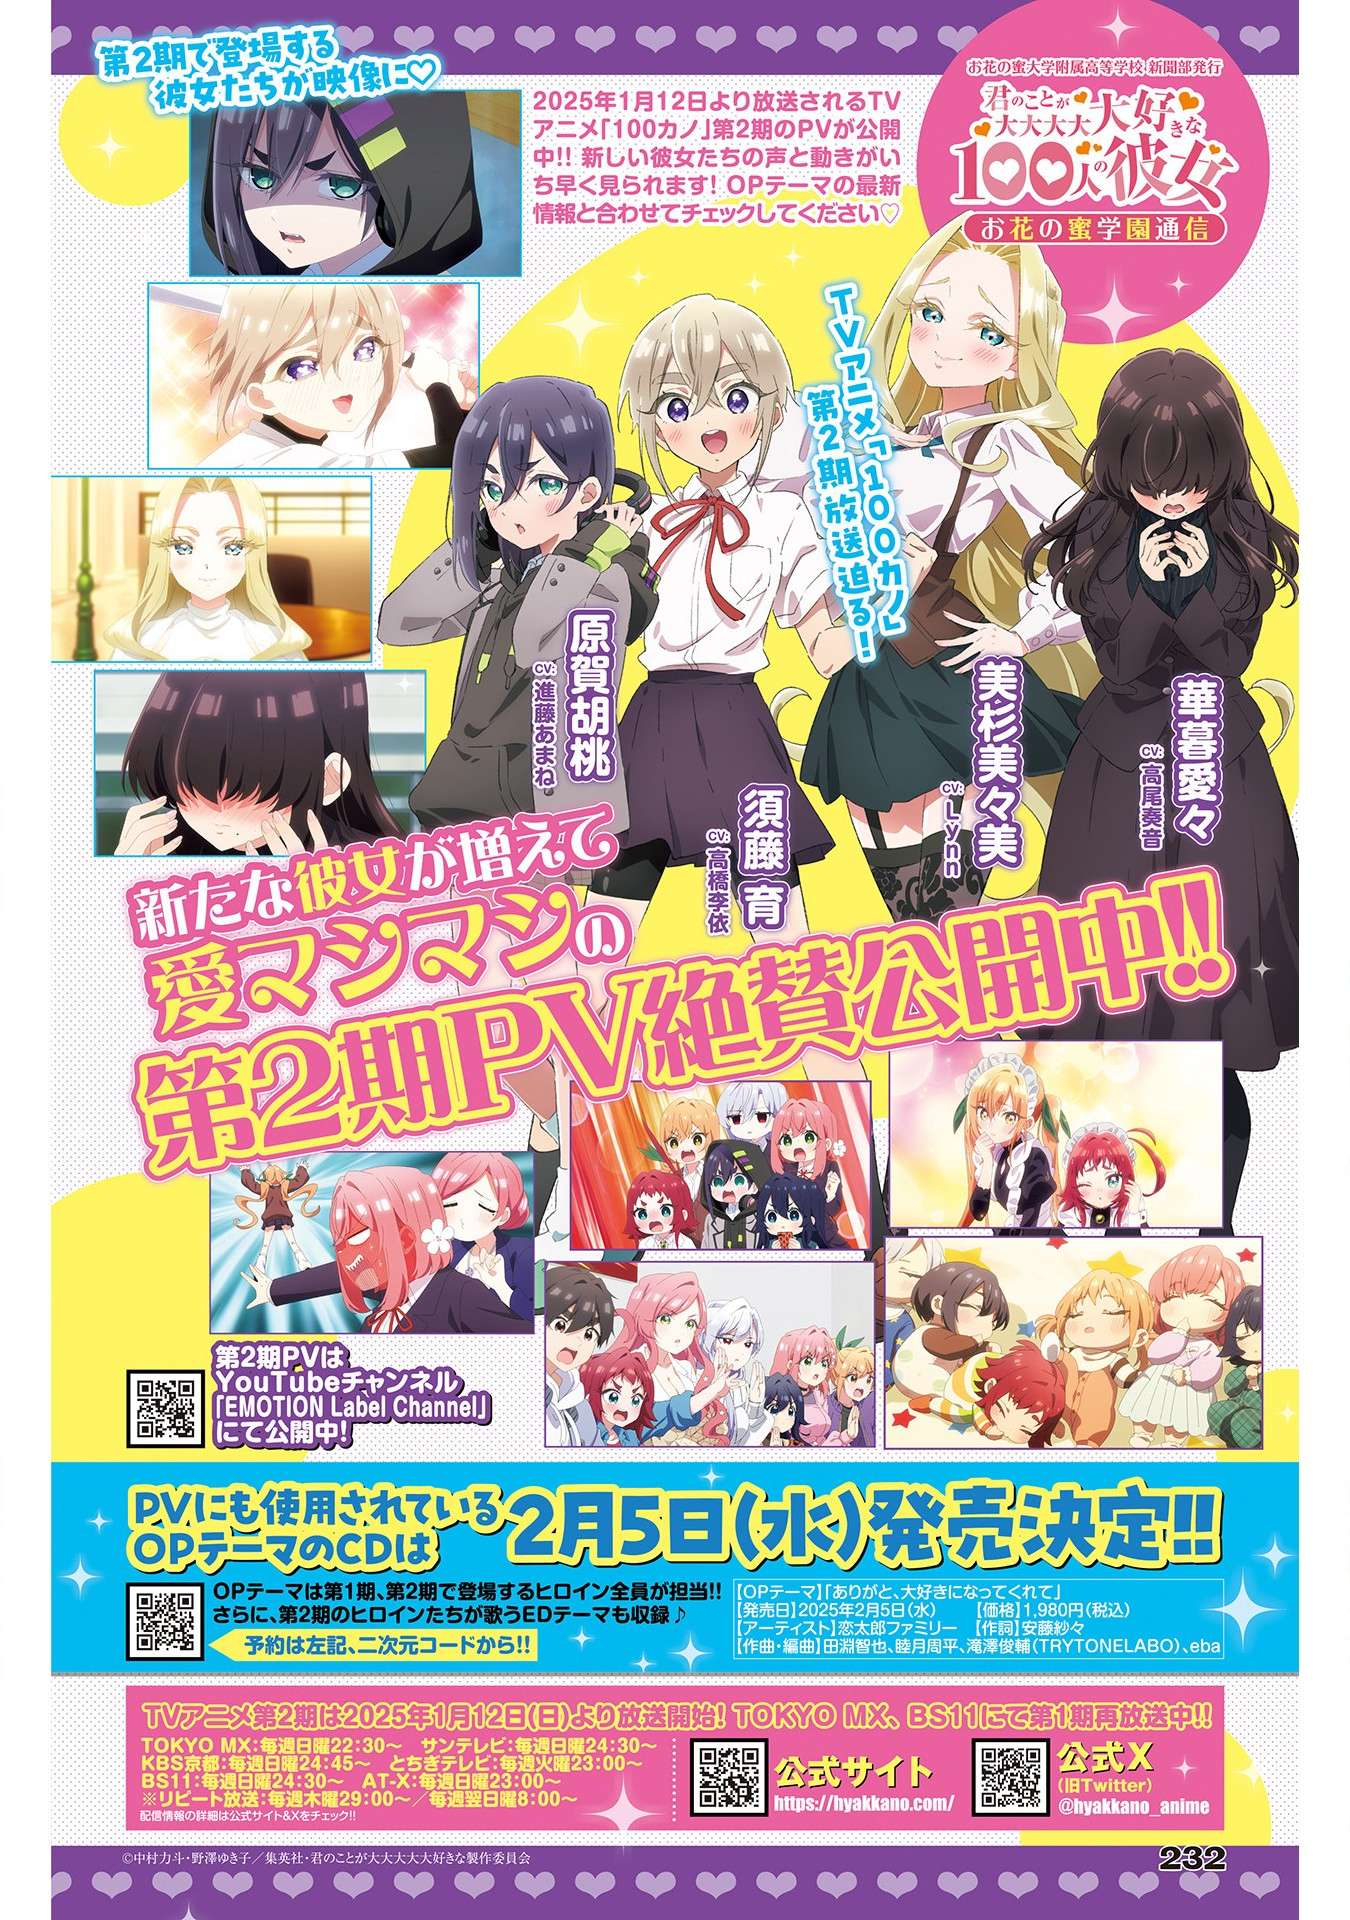 第2期で登場する
彼女たちが映像に♡
2025年1月12日より放送されるTV
アニメ「100カノ」第2期のPVが公開
中!! 新しい彼女たちの声と動きがい
ち早く見られます! OPテーマの最新
情報と合わせてチェックしてください♡
お花の蜜大学附属高等学校 新聞部発行
君のことが
大大大大大好きな
100人の彼女
お花の蜜学園通信
TVアニメ「100カノ」
第2期放送迫る!
原賀胡桃
CV:進藤あまね
須藤 育
CV:高橋李依
美杉美々美
CV:Lynn
華暮愛々
CV:高尾奏音
新たな彼女が増えて
愛マシマシの
第2期PV絶賛公開中!!
第2期PVは
YouTubeチャンネル
「EMOTION Label Channel」
にて公開中!
PVにも使用されている
OPテーマのCDは
2月5日(水)発売決定!!
OPテーマは第1期、第2期で登場するヒロイン全員が担当!!
さらに、第2期のヒロインたちが歌うEDテーマも収録♪
予約は左記、二次元コードから!!
【OPテーマ】「ありがと、大好きになってくれて」
【発売日】2025年2月5日(水) 【価格】1,980円(税込)
【アーティスト】恋太郎ファミリー 【作詞】安藤紗々
【作曲・編曲】田淵智也、睦月周平、滝澤俊輔(TRYTONELABO)、eba
TVアニメ第2期は2025年1月12日(日)より放送開始! TOKYO MX、BS11にて第1期再放送中!!
TOKYO MX:毎週日曜22:30〜 サンテレビ:毎週日曜24:30〜
KBS京都:毎週日曜24:45〜 とちぎテレビ:毎週火曜23:00〜
BS11:毎週日曜24:30〜 AT-X:毎週日曜23:00〜
※リピート放送:毎週木曜29:00〜/毎週翌日曜8:00〜
配信情報の詳細は公式サイト&Xをチェック!!
公式サイト
https://hyakkano.com/
公式X
(旧Twitter)
@hyakkano_anime
©中村力斗・野澤ゆき子/集英社・君のことが大大大大大好きな製作委員会
232